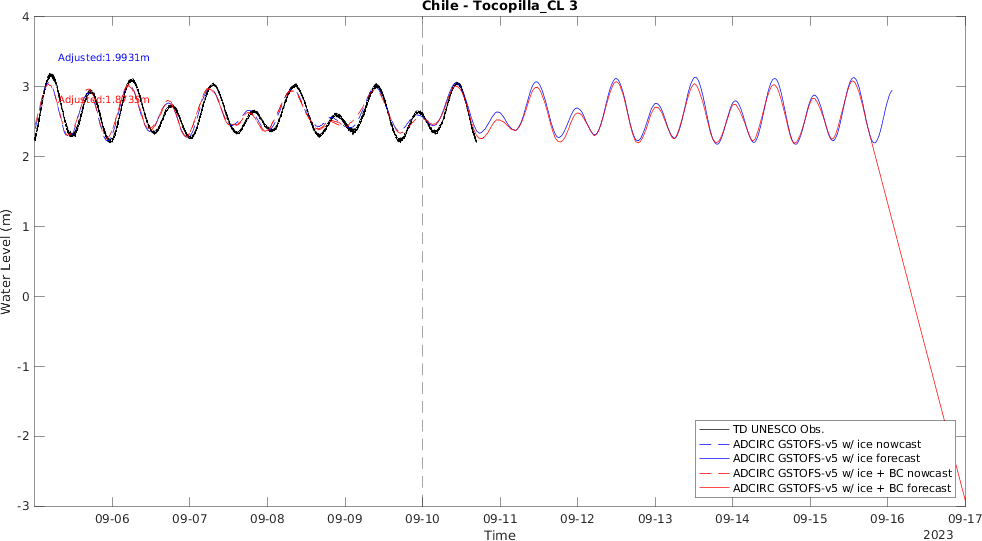 Chile - Tocopilla_CL 3
Adjusted:1.9931m
Adjusted:1.8735m
Water Level (m)
4
3
2
1
0
-1
-2
-3
TD UNESCO Obs.
ADCIRC GSTOFS-v5 w/ ice nowcast
ADCIRC GSTOFS-v5 w/ ice forecast
ADCIRC GSTOFS-v5 w/ ice + BC nowcast
ADCIRC GSTOFS-v5 w/ ice + BC forecast
09-06 09-07 09-08 09-09 09-10 09-11 09-12 09-13 09-14 09-15 09-16 09-17
Time
2023